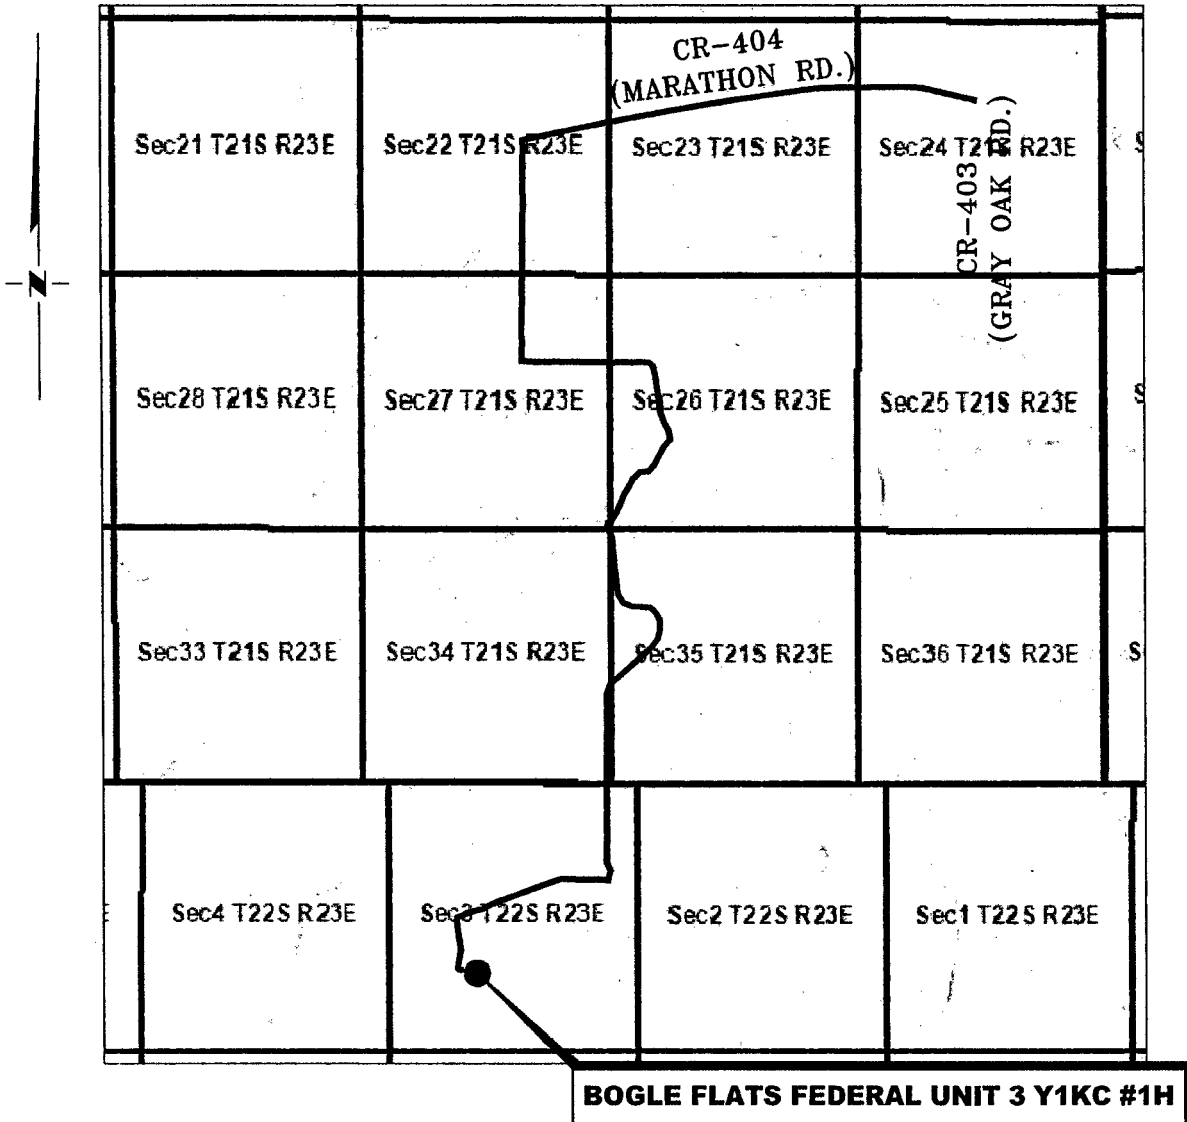 CR-404
(MARATHON RD.)
Sec21 T21S R23E
Sec22 T21S R23E
Sec23 T21S R23E
Sec24 T21S R23E
CR-403
(GRAY OAK RD.)
Sec28 T21S R23E
Sec27 T21S R23E
Sec26 T21S R23E
Sec25 T21S R23E
Sec33 T21S R23E
Sec34 T21S R23E
Sec35 T21S R23E
Sec36 T21S R23E
Sec4 T22S R23E
Sec3 T22S R23E
Sec2 T22S R23E
Sec1 T22S R23E
N
BOGLE FLATS FEDERAL UNIT 3 Y1KC #1H